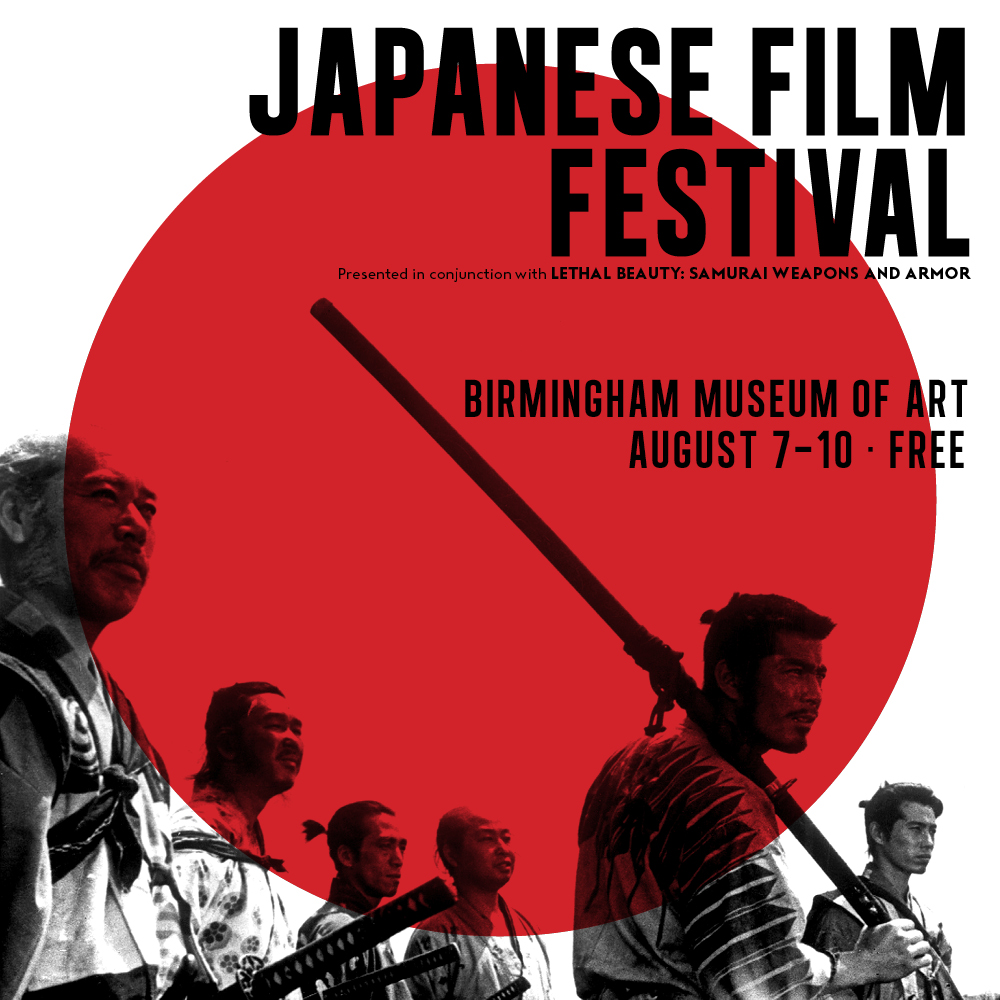 JAPANESE FILM
FESTIVAL
Presented in conjunction with LETHAL BEAUTY: SAMURAI WEAPONS AND ARMOR
BIRMINGHAM MUSEUM OF ART
AUGUST 7–10 · FREE